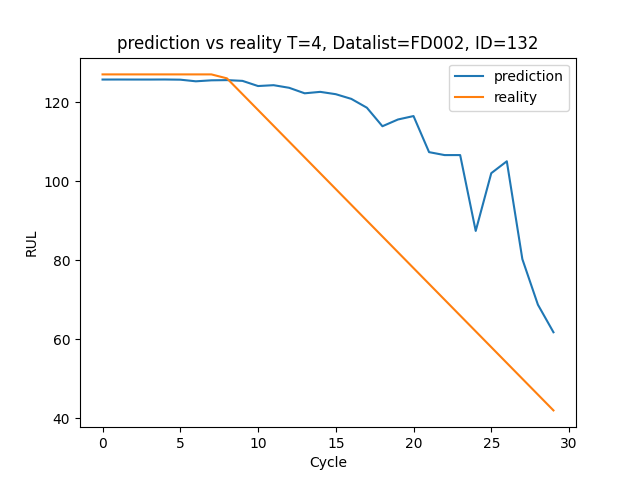 prediction vs reality T=4, Datalist=FD002, ID=132
prediction
reality
RUL
120
100
80
60
40
0 5 10 15 20 25 30
Cycle